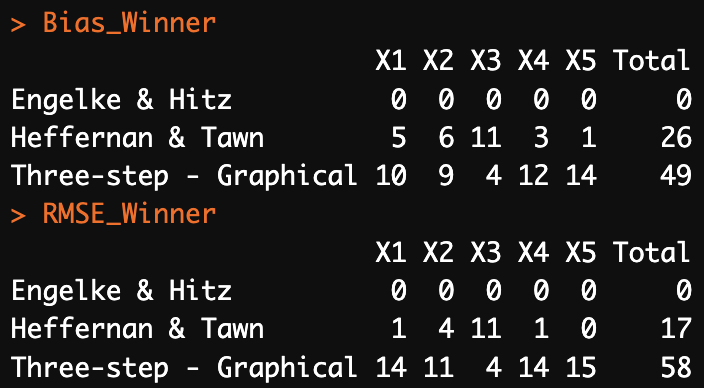 > Bias_Winner
X1 X2 X3 X4 X5 Total
Engelke & Hitz 0 0 0 0 0 0
Heffernan & Tawn 5 6 11 3 1 26
Three-step - Graphical 10 9 4 12 14 49
> RMSE_Winner
X1 X2 X3 X4 X5 Total
Engelke & Hitz 0 0 0 0 0 0
Heffernan & Tawn 1 4 11 1 0 17
Three-step - Graphical 14 11 4 14 15 58